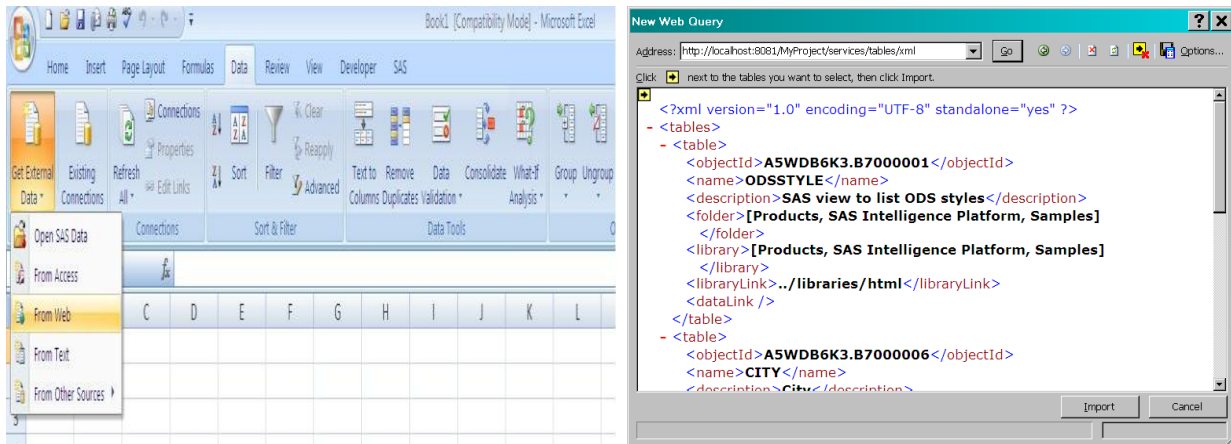 Book1 [Compatibility Mode] - Microsoft Excel
Home Insert Page Layout Formulas Data Review View Developer SAS
Get External Data
Existing Connections
Refresh All
Connections
Properties
Edit Links
Sort
Filter
Clear
Reapply
Advanced
Text to Columns
Remove Duplicates
Data Validation
Consolidate
What-If Analysis
Group
Ungroup
Connections
Sort & Filter
Data Tools
Open SAS Data
From Access
From Web
From Text
From Other Sources
fx
C D E F G H I J K L
3
New Web Query
Address: http://localhost:8081/MyProject/services/tables/xml Go Options...
Click next to the tables you want to select, then click Import.
<?xml version="1.0" encoding="UTF-8" standalone="yes" ?>
- <tables>
- <table>
<objectId>A5WDB6K3.B7000001</objectId>
<name>ODSSTYLE</name>
<description>SAS view to list ODS styles</description>
<folder>[Products, SAS Intelligence Platform, Samples]
</folder>
<library>[Products, SAS Intelligence Platform, Samples]
</library>
<libraryLink>../libraries/html</libraryLink>
<dataLink />
</table>
- <table>
<objectId>A5WDB6K3.B7000006</objectId>
<name>CITY</name>
<description>City</description>
Import Cancel